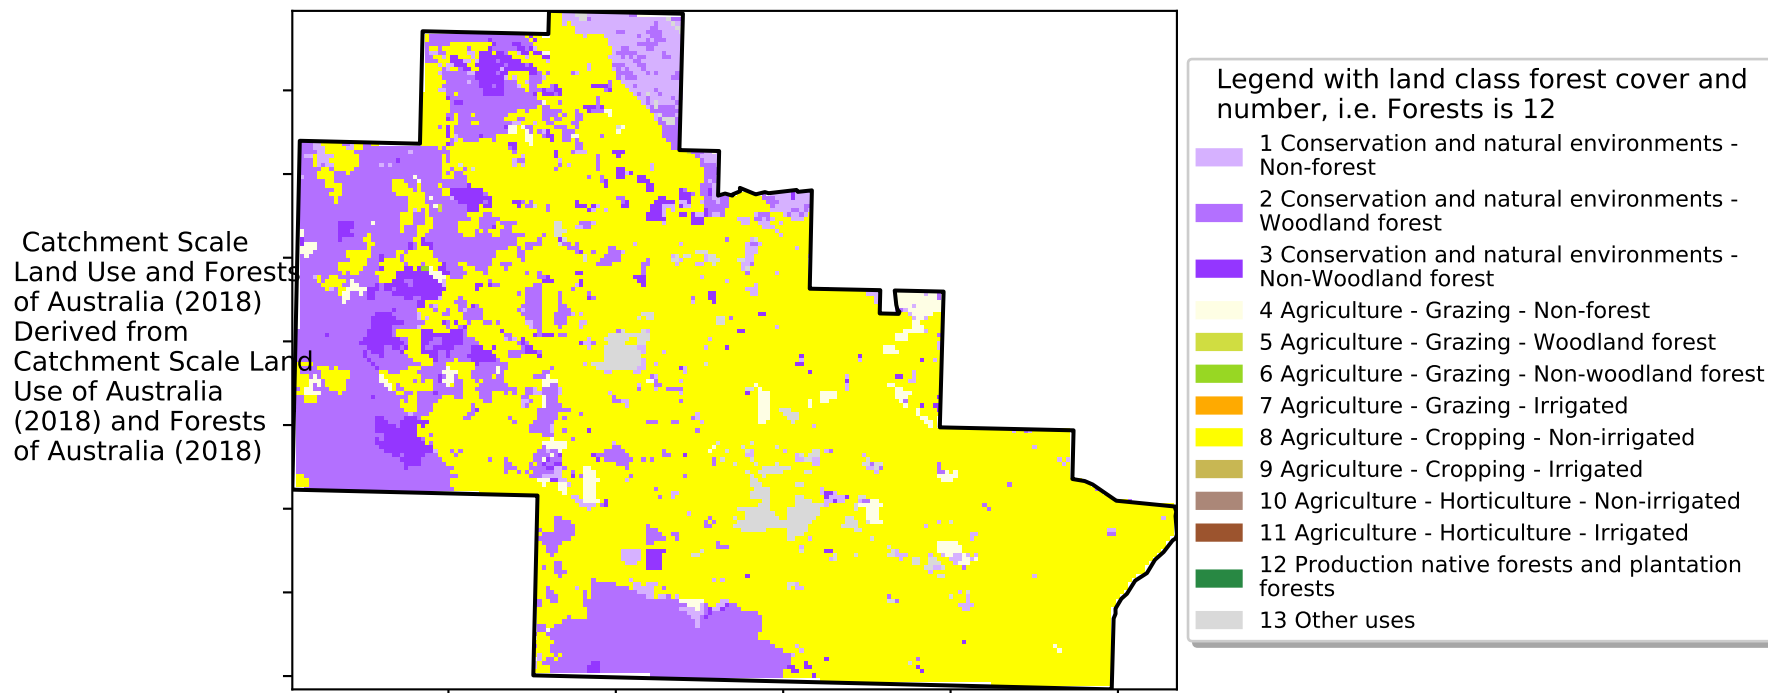 Catchment Scale
Land Use and Forests
of Australia (2018)
Derived from
Catchment Scale Land
Use of Australia
(2018) and Forests
of Australia (2018)
Legend with land class forest cover and
number, i.e. Forests is 12
1 Conservation and natural environments -
Non-forest
2 Conservation and natural environments -
Woodland forest
3 Conservation and natural environments -
Non-Woodland forest
4 Agriculture - Grazing - Non-forest
5 Agriculture - Grazing - Woodland forest
6 Agriculture - Grazing - Non-woodland forest
7 Agriculture - Grazing - Irrigated
8 Agriculture - Cropping - Non-irrigated
9 Agriculture - Cropping - Irrigated
10 Agriculture - Horticulture - Non-irrigated
11 Agriculture - Horticulture - Irrigated
12 Production native forests and plantation
forests
13 Other uses